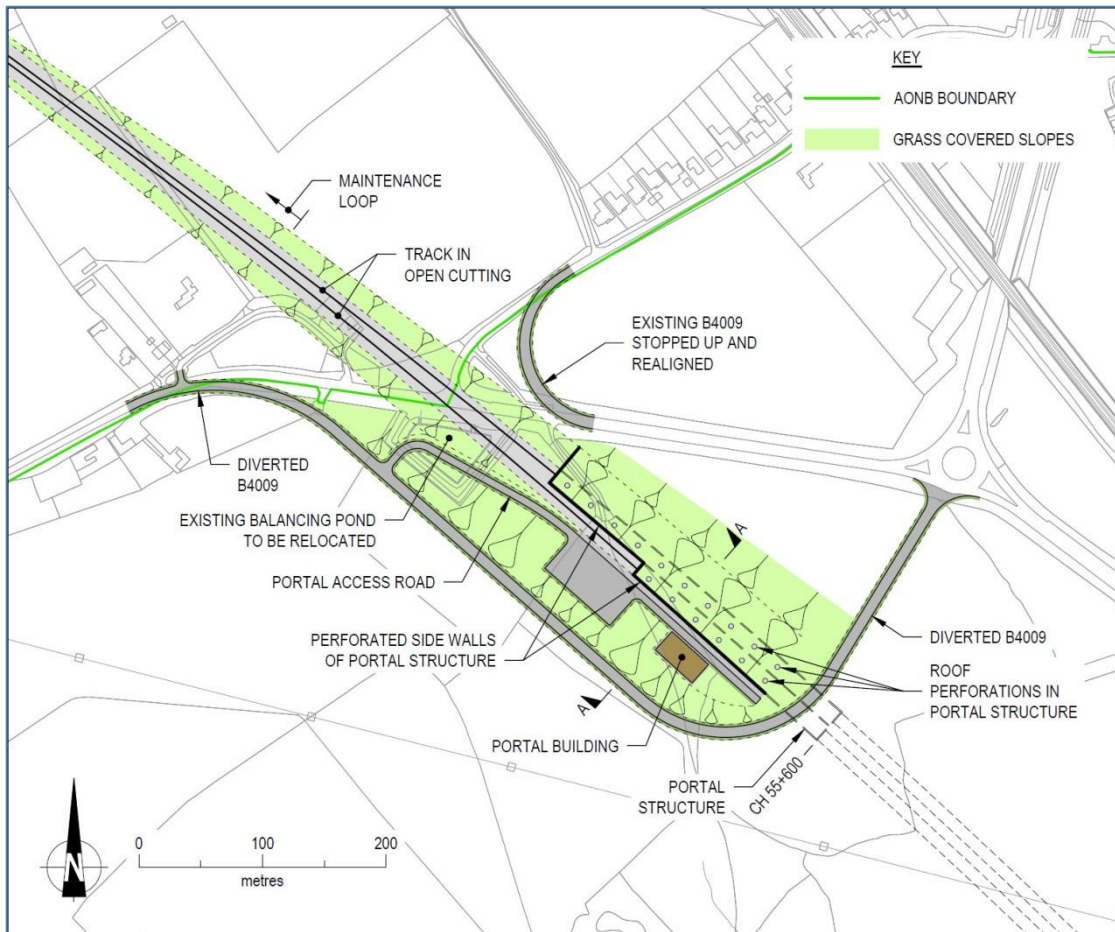 KEY
AONB BOUNDARY
GRASS COVERED SLOPES
MAINTENANCE
LOOP
TRACK IN
OPEN CUTTING
EXISTING B4009
STOPPED UP AND
REALIGNED
DIVERTED
B4009
EXISTING BALANCING POND
TO BE RELOCATED
PORTAL ACCESS ROAD
PERFORATED SIDE WALLS
OF PORTAL STRUCTURE
A
A
DIVERTED B4009
ROOF
PERFORATIONS IN
PORTAL STRUCTURE
PORTAL BUILDING
PORTAL
STRUCTURE
CH 55+600
N
0 100 200
metres